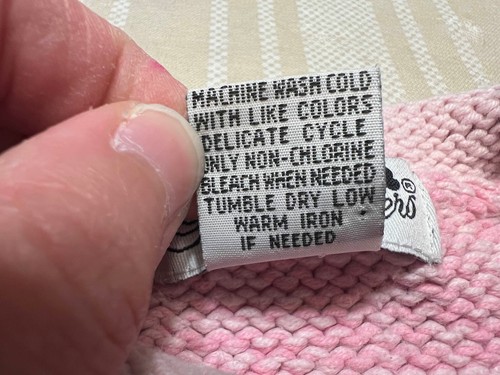 MACHINE WASH COLD
WITH LIKE COLORS
DELICATE CYCLE
ONLY NON-CHLORINE
BLEACH WHEN NEEDED
TUMBLE DRY LOW
WARM IRON
IF NEEDED